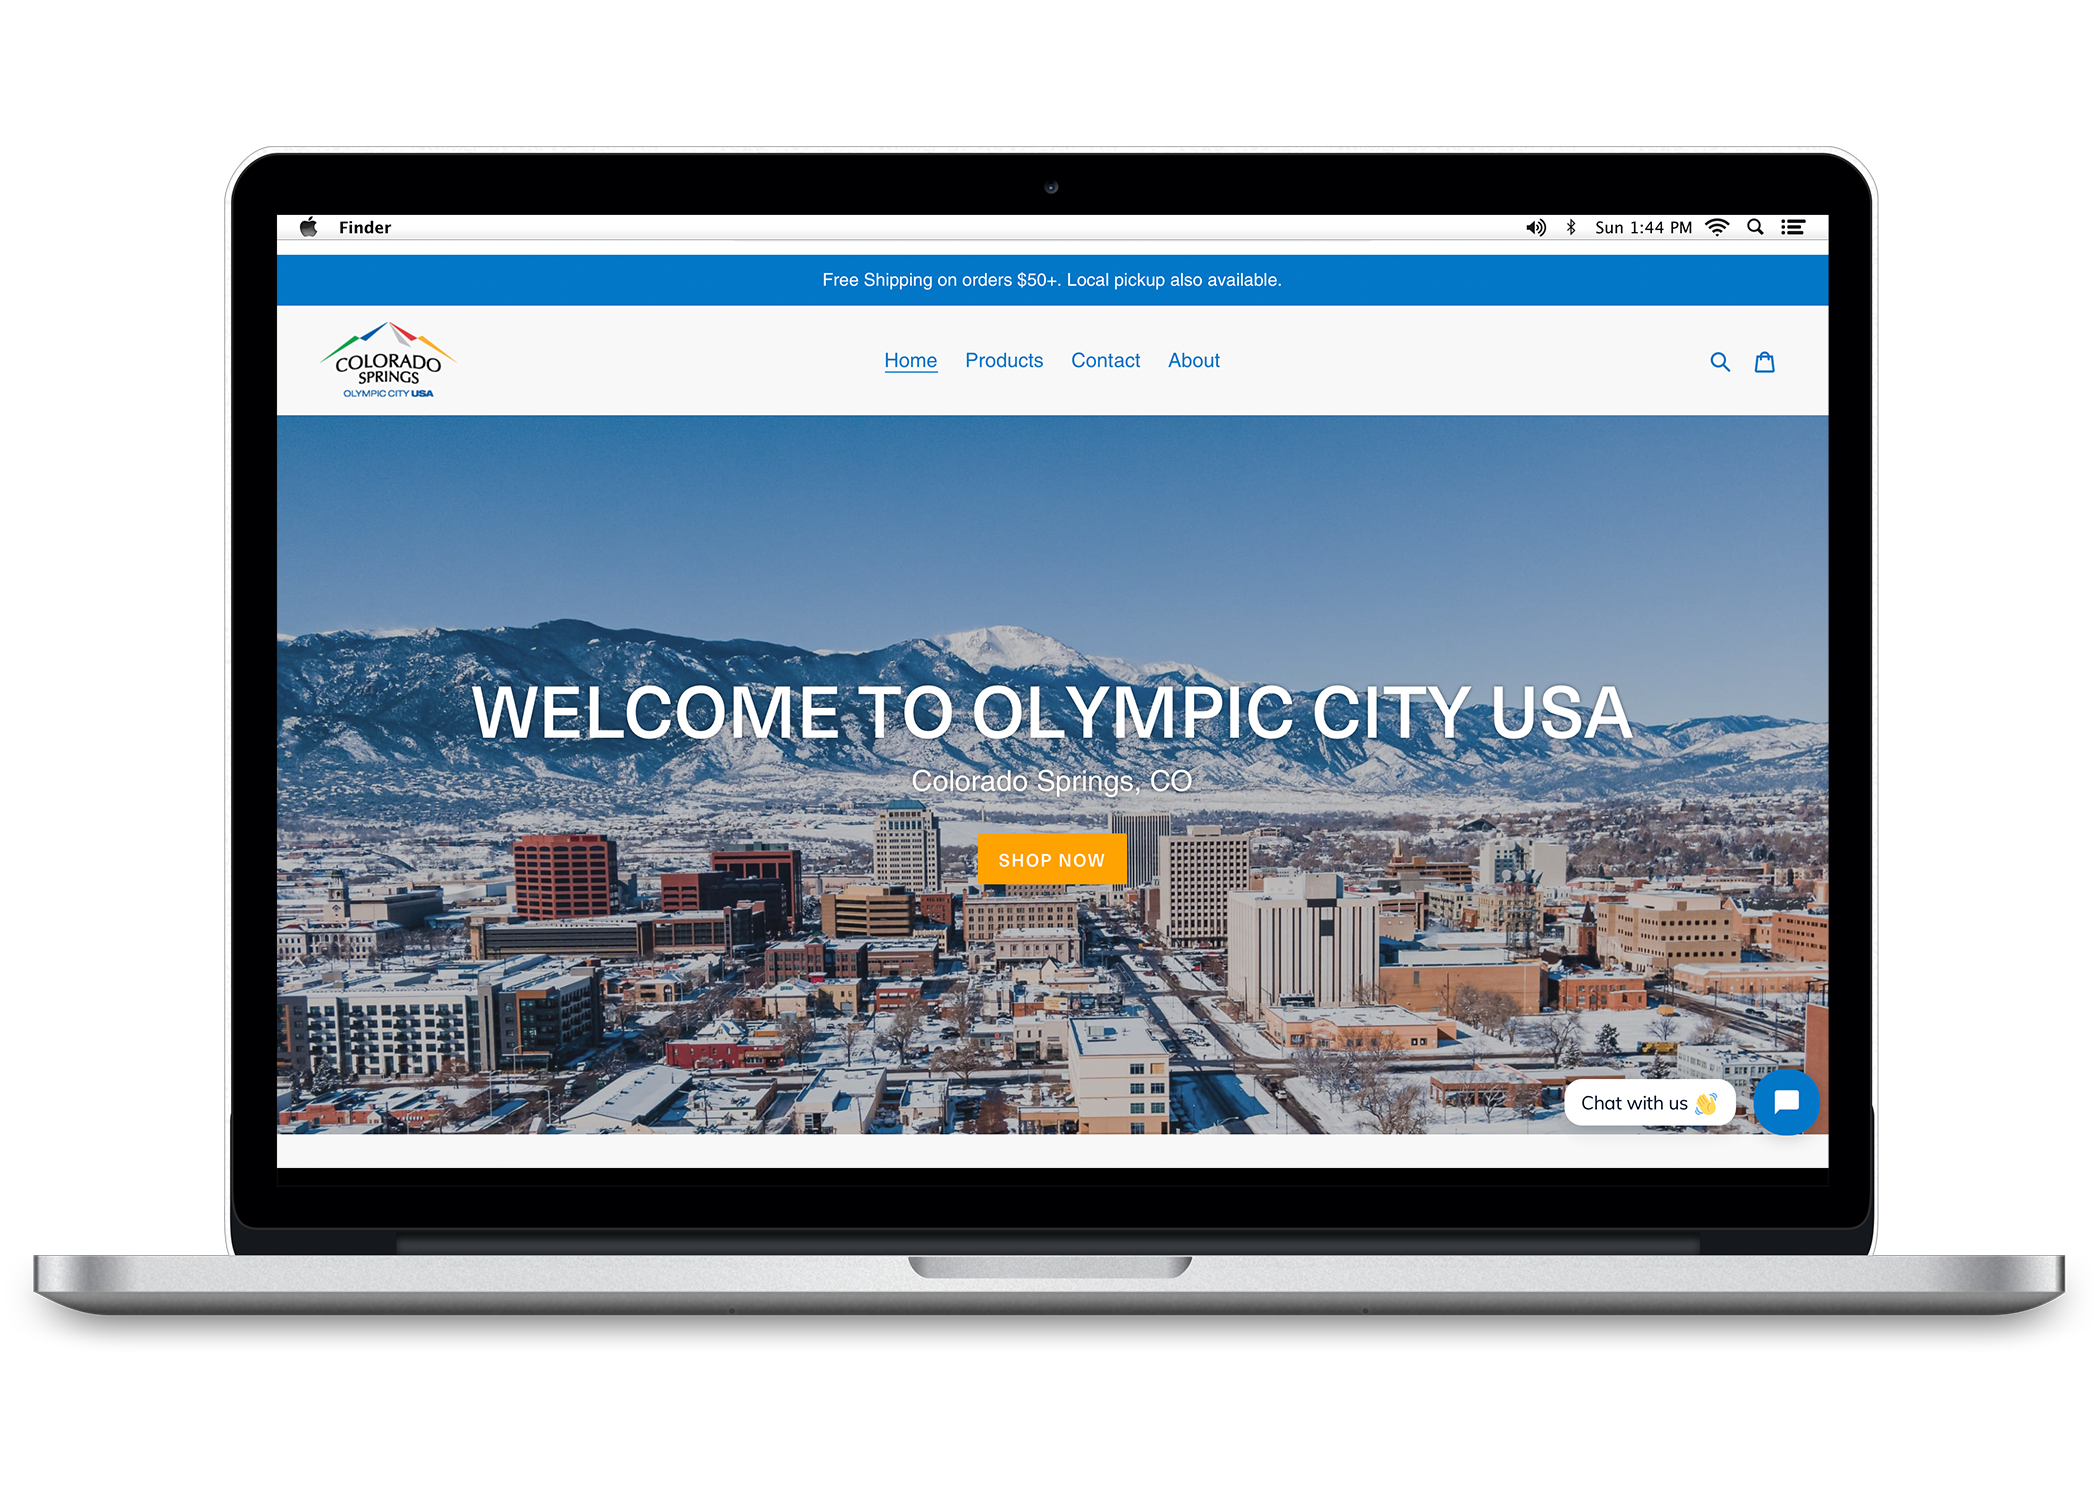 Finder
Sun 1:44 PM
Free Shipping on orders $50+. Local pickup also available.
COLORADO
SPRINGS
OLYMPIC CITY USA
Home Products Contact About
WELCOME TO OLYMPIC CITY USA
Colorado Springs, CO
SHOP NOW
Chat with us 👋